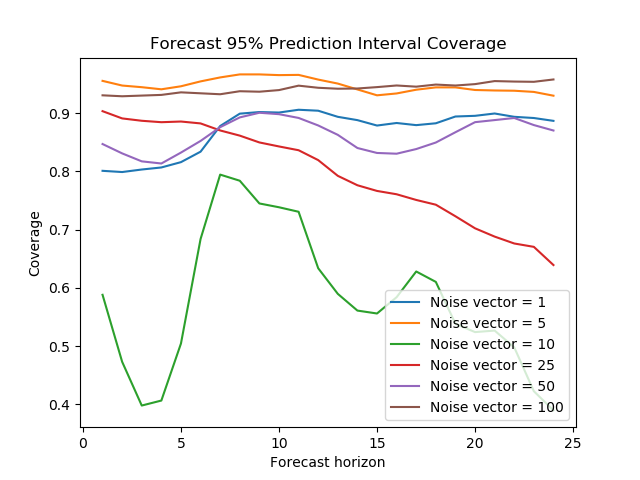 Forecast 95% Prediction Interval Coverage
Coverage
0.9
0.8
0.7
0.6
0.5
0.4
0
5
10
15
20
25
Forecast horizon
Noise vector = 1
Noise vector = 5
Noise vector = 10
Noise vector = 25
Noise vector = 50
Noise vector = 100